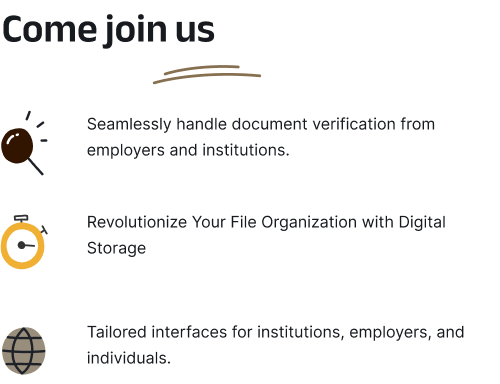 Come join us
Seamlessly handle document verification from
employers and institutions.
Revolutionize Your File Organization with Digital
Storage
Tailored interfaces for institutions, employers, and
individuals.